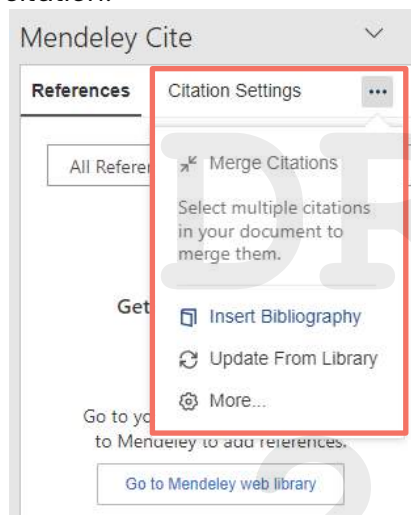 citation.
Mendeley Cite
References Citation Settings ...
All Referen
Merge Citations
Select multiple citations
in your document to
merge them.
Get
Insert Bibliography
Update From Library
More...
Go to yo
to Mendeley to add references.
Go to Mendeley web library